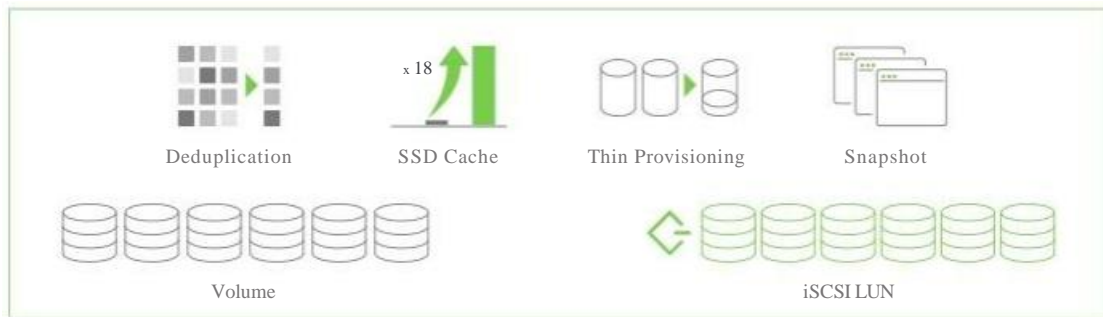 x 18
Deduplication
SSD Cache
Thin Provisioning
Snapshot
Volume
iSCSI LUN